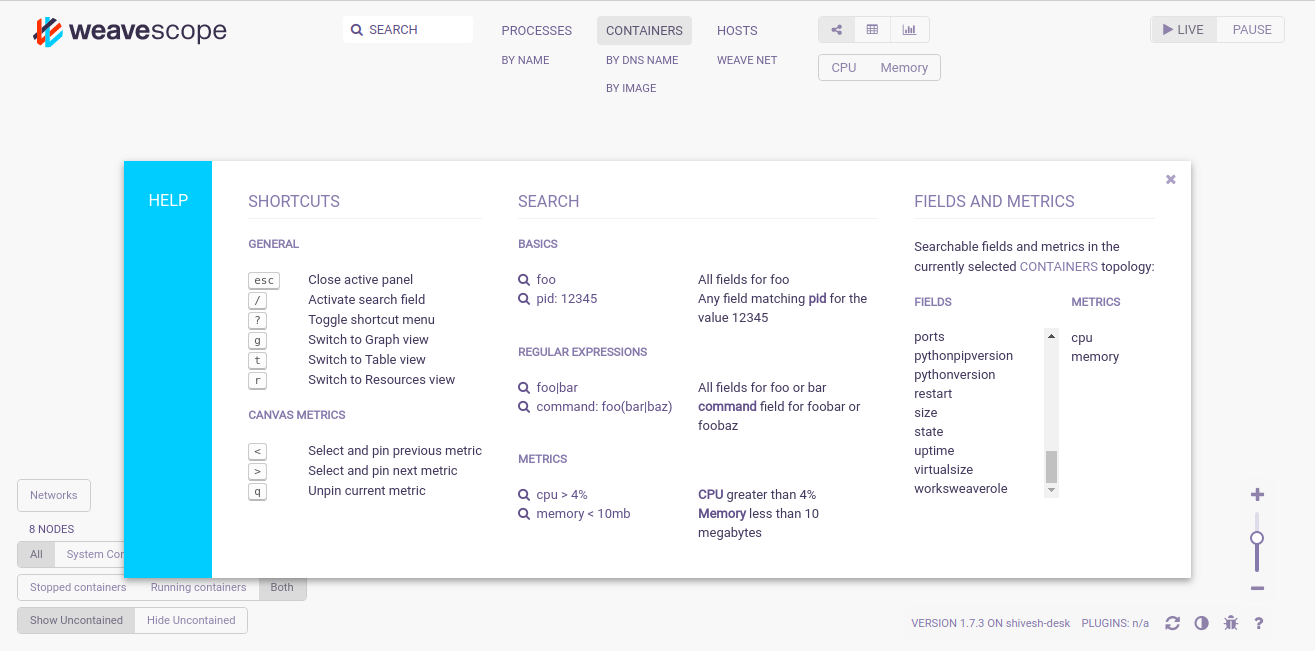 weavescope
SEARCH
PROCESSES
BY NAME
CONTAINERS
BY DNS NAME
BY IMAGE
HOSTS
WEAVE NET
CPU Memory
LIVE PAUSE
HELP
SHORTCUTS
GENERAL
esc Close active panel
/ Activate search field
? Toggle shortcut menu
g Switch to Graph view
t Switch to Table view
r Switch to Resources view
CANVAS METRICS
< Select and pin previous metric
> Select and pin next metric
q Unpin current metric
SEARCH
BASICS
foo All fields for foo
pid: 12345 Any field matching pid for the
value 12345
REGULAR EXPRESSIONS
foo|bar All fields for foo or bar
command: foo(bar|baz) command field for foobar or
foobaz
METRICS
cpu > 4% CPU greater than 4%
memory < 10mb Memory less than 10
megabytes
FIELDS AND METRICS
Searchable fields and metrics in the
currently selected CONTAINERS topology:
FIELDS
ports
pythonpipversion
pythonversion
restart
size
state
uptime
virtualsize
worksweaverole
METRICS
cpu
memory
Networks
8 NODES
All System Con
Stopped containers Running containers Both
Show Uncontained Hide Uncontained
VERSION 1.7.3 ON shivesh-desk PLUGINS: n/a ?